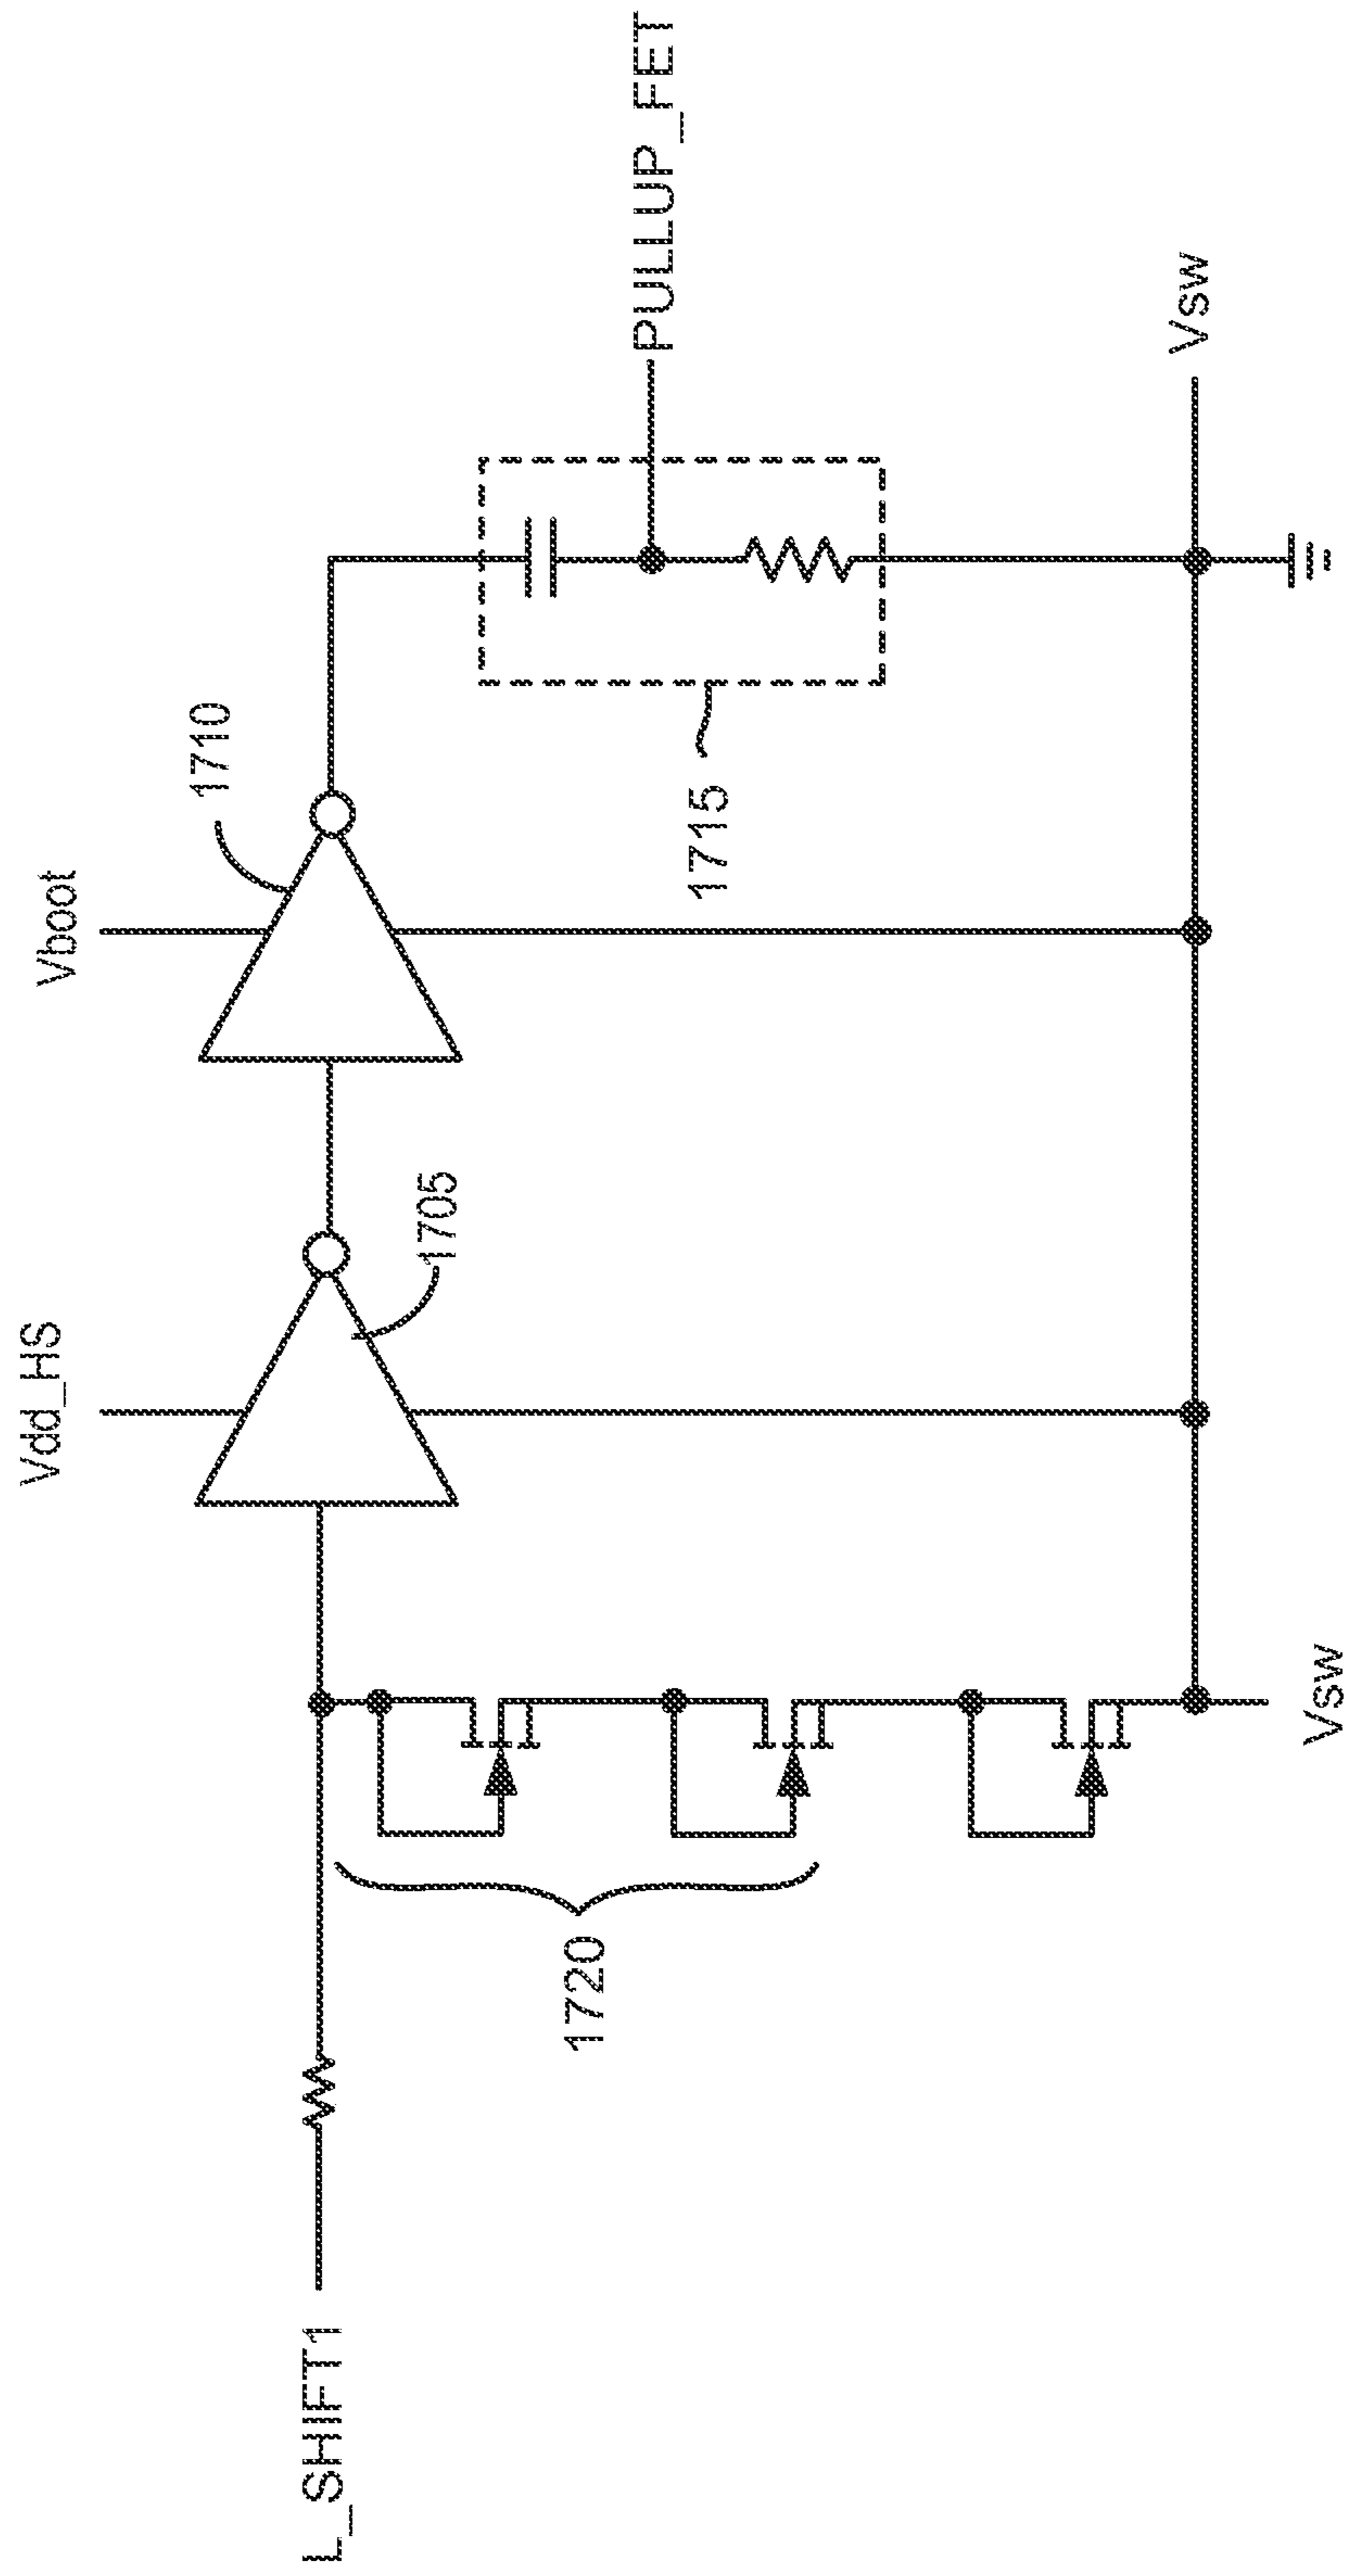 L_SHIFT1
1720
Vdd_HS
1705
Vboot
1710
1715
PULLUP_FET
Vsw
Vsw